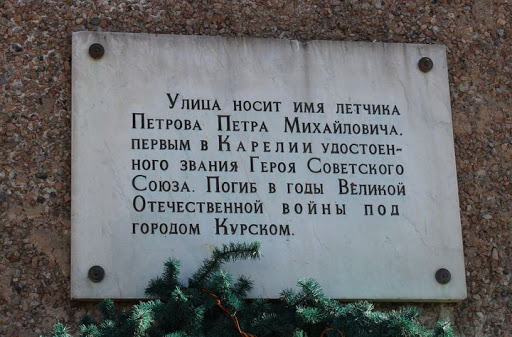 Улица носит имя летчика
Петрова Петра Михайловича,
первым в Карелии удостоен-
ного звания Героя Советского
Союза. Погиб в годы Великой
Отечественной войны под
городом Курском.